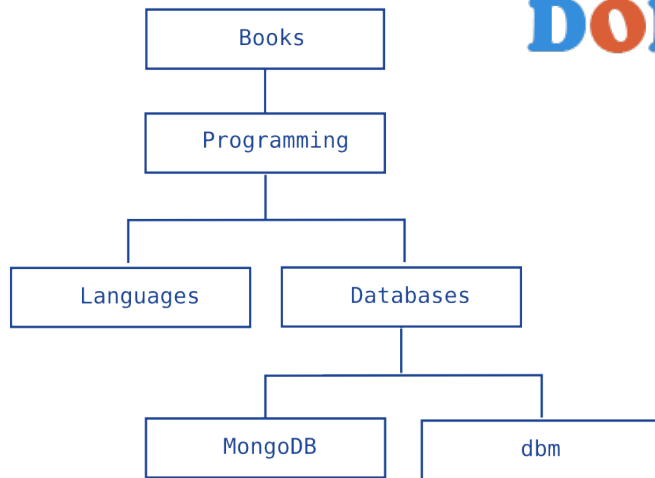 Books
Programming
Languages
Databases
MongoDB
dbm